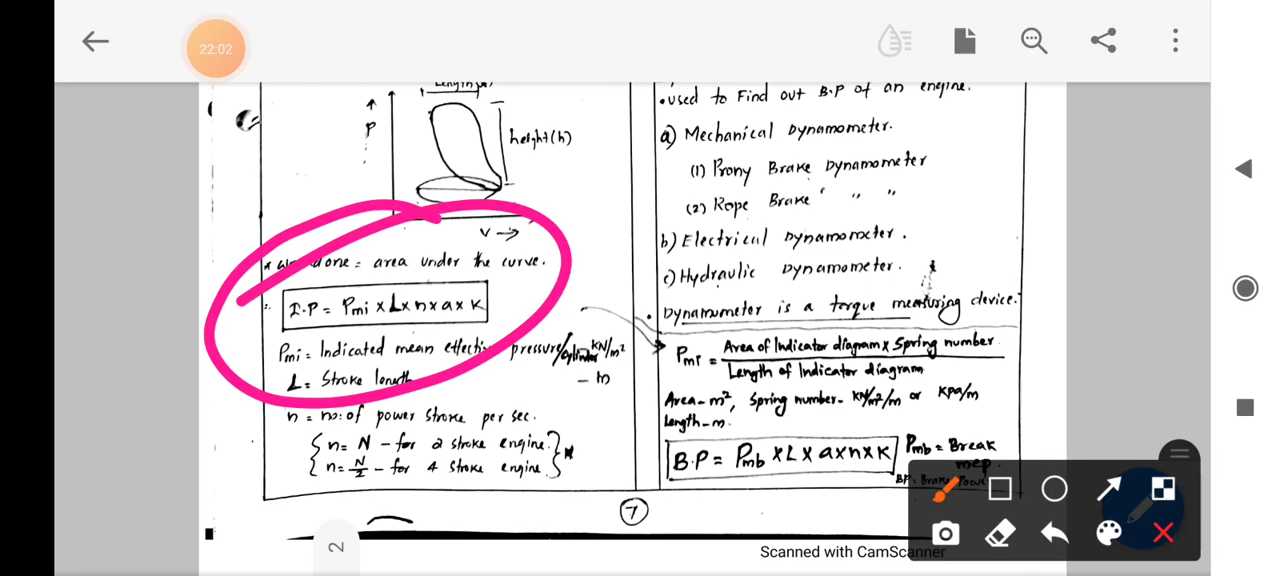 22:02
Length(x)
↑
P
height(h)
V →
* done = area under the curve.
∴ I.P = Pmi × L × n × a × K
Pmi = Indicated mean effective pressure/cylinder KN/m²
L = Stroke length - m
n = no: of power stroke per sec.
{ n = N - for 2 stroke engine. }
{ n = N/2 - for 4 stroke engine. }
• used to Find out B.P of an engine.
a) Mechanical Dynamometer.
(1) Prony Brake Dynamometer
(2) Rope Brake " "
b) Electrical Dynamometer.
c) Hydraulic Dynamometer.
• Dynamometer is a torque measuring device.
Pmi = Area of Indicator diagram × Spring number
Length of Indicator diagram
Area - m², Spring number - KN/m²/m or KPa/m
Length - m.
B.P = Pmb × L × a × n × K
Pmb = Break
mep.
BP: Brake Power
7
2
Scanned with CamScanner